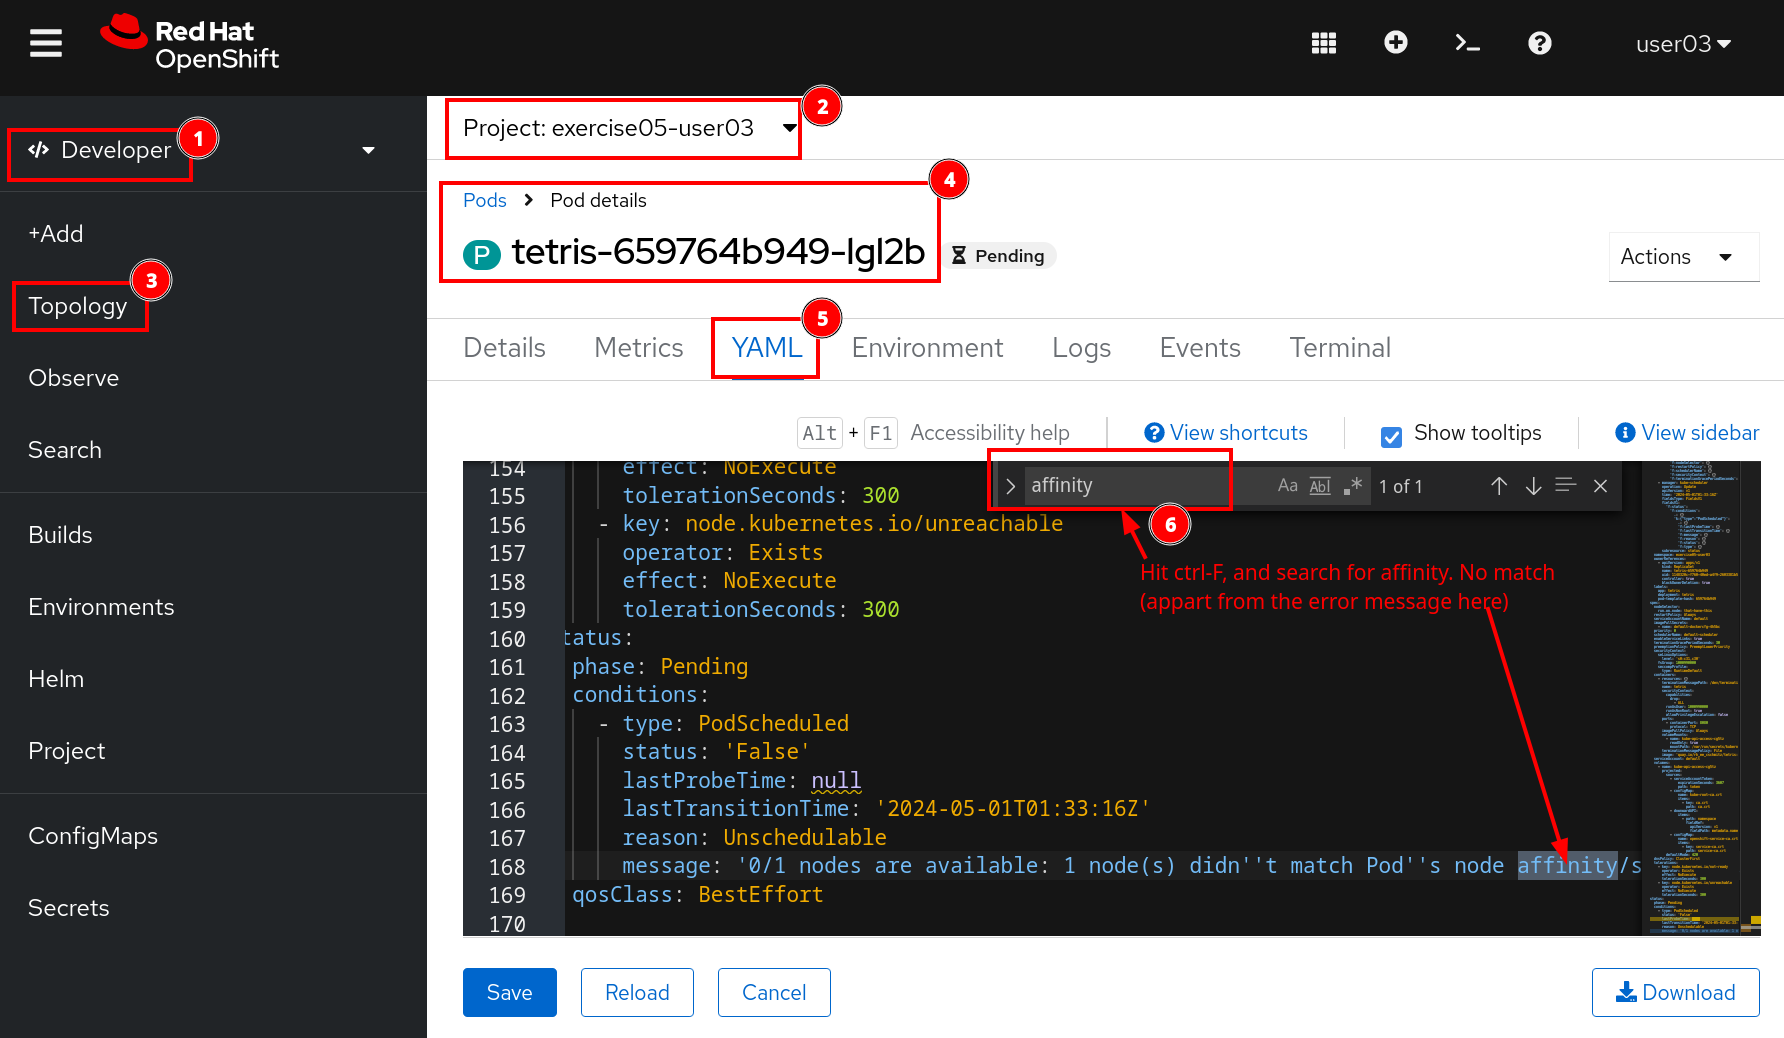 Red Hat
OpenShift
user03
Developer
1
+Add
Topology
3
Observe
Search
Builds
Environments
Helm
Project
ConfigMaps
Secrets
Project: exercise05-user03
2
Pods > Pod details
4
P tetris-659764b949-lgl2b
Pending
Actions
Details
Metrics
YAML
5
Environment
Logs
Events
Terminal
Alt + F1 Accessibility help
View shortcuts
Show tooltips
View sidebar
affinity
Aa Abl .* 1 of 1
6
Hit ctrl-F, and search for affinity. No match
(appart from the error message here)
154 effect: NoExecute
155 tolerationSeconds: 300
156 - key: node.kubernetes.io/unreachable
157 operator: Exists
158 effect: NoExecute
159 tolerationSeconds: 300
160 tatus:
161 phase: Pending
162 conditions:
163 - type: PodScheduled
164 status: 'False'
165 lastProbeTime: null
166 lastTransitionTime: '2024-05-01T01:33:16Z'
167 reason: Unschedulable
168 message: '0/1 nodes are available: 1 node(s) didn''t match Pod''s node affinity/s
169 qosClass: BestEffort
170
Save
Reload
Cancel
Download